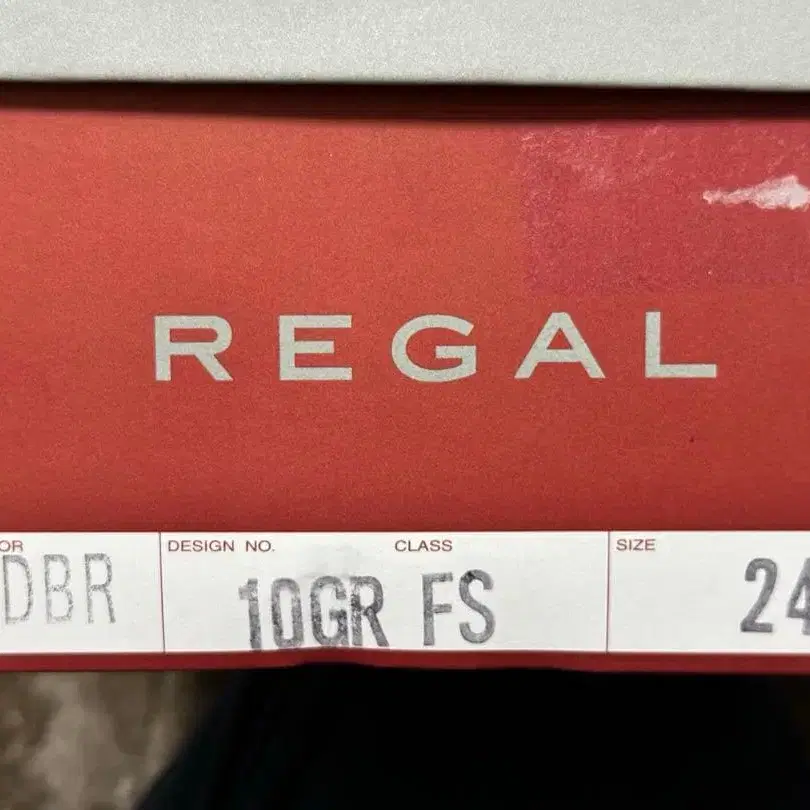 REGAL
OR DESIGN NO. CLASS SIZE
DBR 10GR FS 24